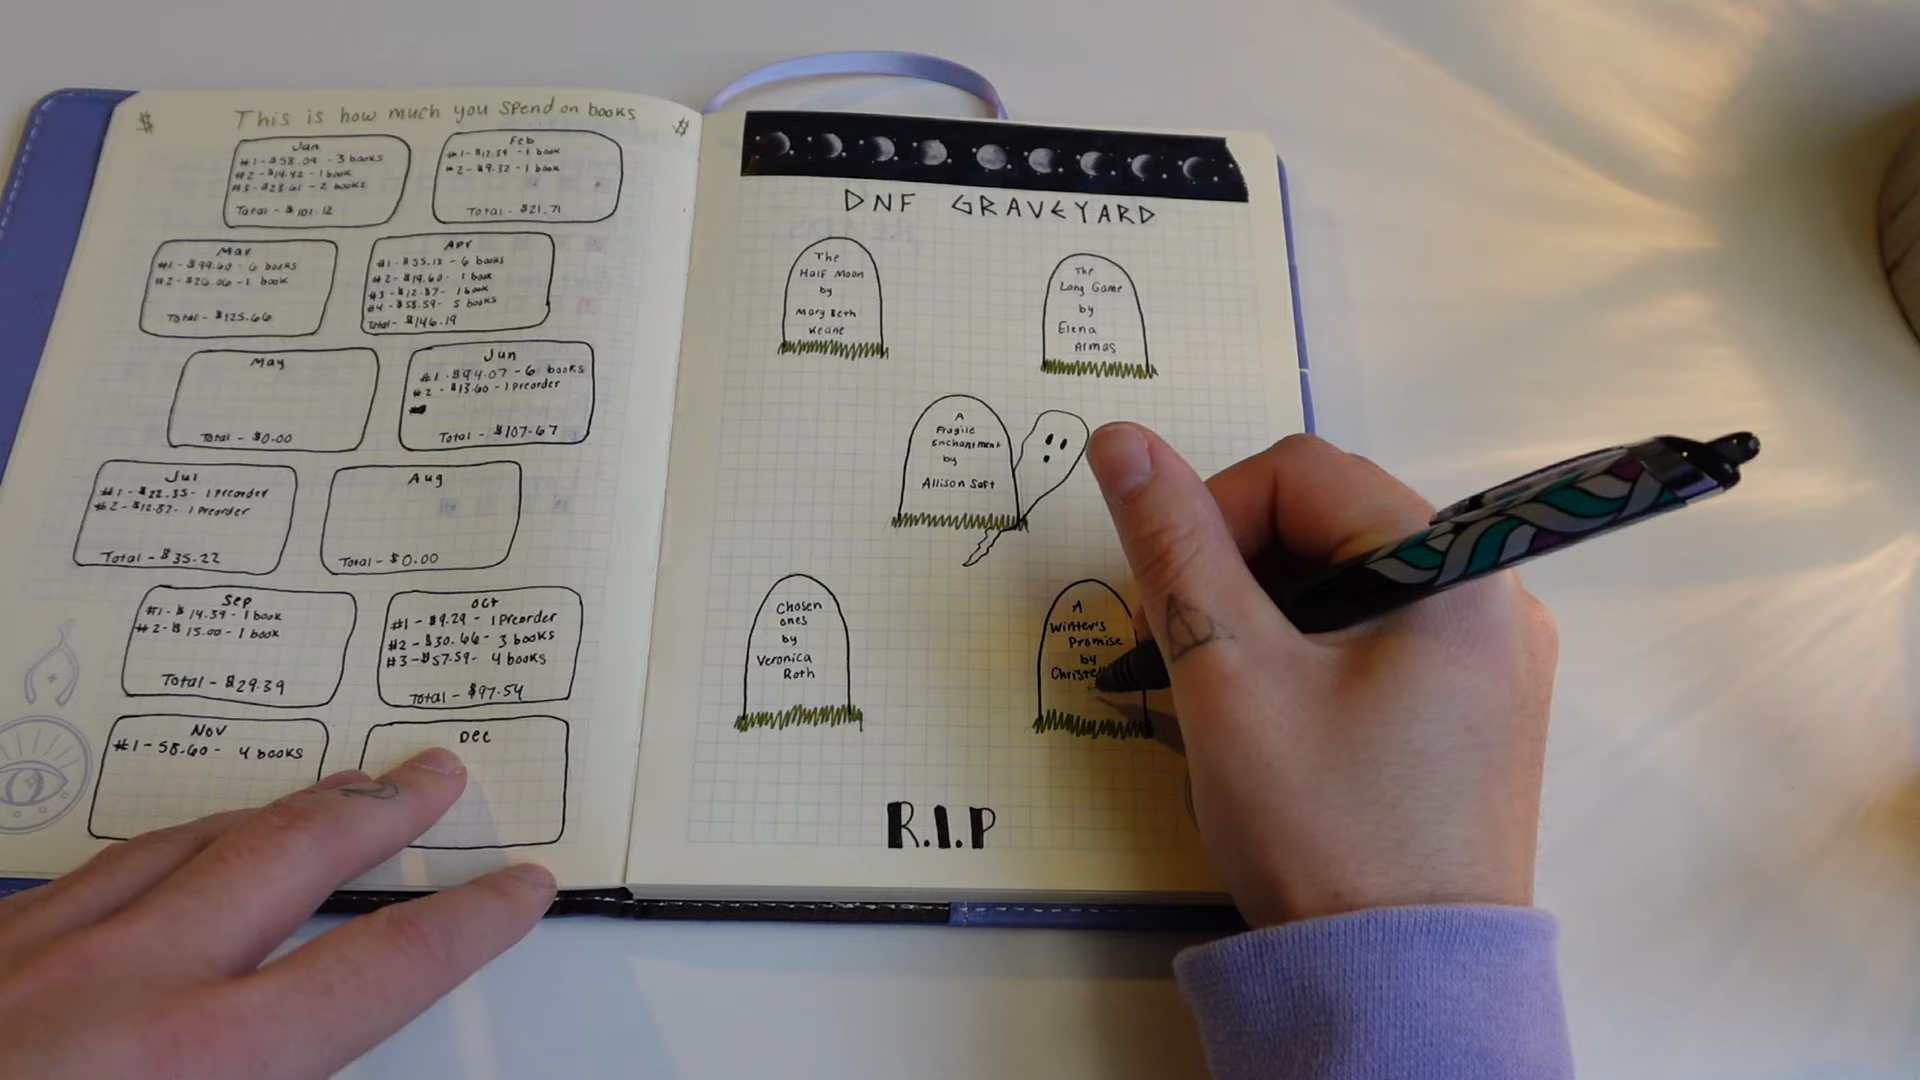 $ This is how much you spend on books $
Jan
#1 - $58.09 - 3 books
#2 - $14.42 - 1 book
#3 - $28.61 - 2 books
Total - $101.12
Feb
#1 - $12.39 - 1 book
#2 - $9.32 - 1 book
Total - $21.71
Mar
#1 - $99.60 - 6 books
#2 - $26.06 - 1 book
Total - $125.66
Apr
#1 - $55.13 - 6 books
#2 - $19.60 - 1 book
#3 - $12.87 - 1 book
#4 - $58.59 - 5 books
Total - $146.19
May
Total - $0.00
Jun
#1 - $94.07 - 6 books
#2 - $13.60 - 1 Preorder
Total - $107.67
Jul
#1 - $22.35 - 1 Preorder
#2 - $12.87 - 1 Preorder
Total - $35.22
Aug
Total - $0.00
Sep
#1 - $14.39 - 1 book
#2 - $15.00 - 1 book
Total - $29.39
Oct
#1 - $9.29 - 1 Preorder
#2 - $30.66 - 3 books
#3 - $57.59 - 4 books
Total - $97.54
Nov
#1 - 58.60 - 4 books
Dec
DNF GRAVEYARD
The
Half Moon
by
Mary Beth
Keane
The
Long Game
by
Elena
Armas
A
Fragile
Enchantment
by
Allison Saft
Chosen
ones
by
Veronica
Roth
A
Winter's
Promise
by
Christe
R.I.P